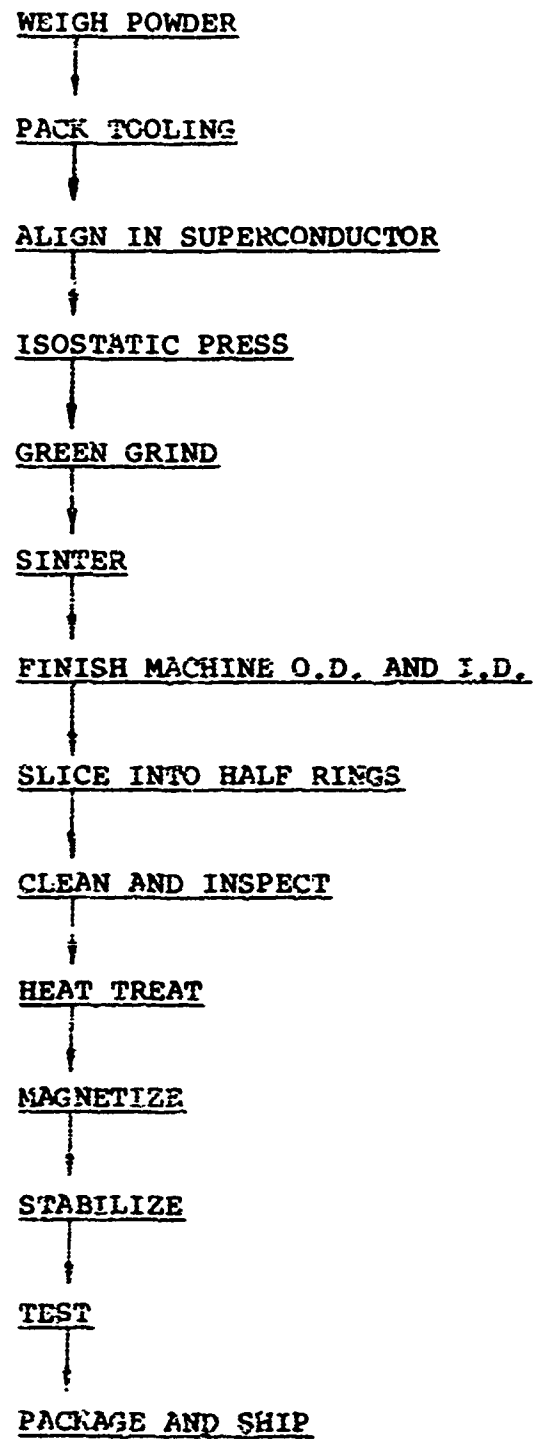 WEIGH POWDER
PACK TOOLING
ALIGN IN SUPERCONDUCTOR
ISOSTATIC PRESS
GREEN GRIND
SINTER
FINISH MACHINE O.D. AND I.D.
SLICE INTO HALF RINGS
CLEAN AND INSPECT
HEAT TREAT
MAGNETIZE
STABILIZE
TEST
PACKAGE AND SHIP